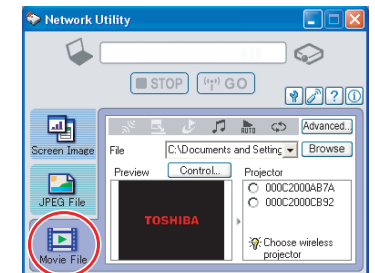 Network Utility
STOP GO
Screen Image
JPEG File
Movie File
AUTO Advanced...
File C:\Documents and Setting Browse
Preview Control... Projector
000C2000AB7A
000C2000CB92
TOSHIBA
Choose wireless
projector